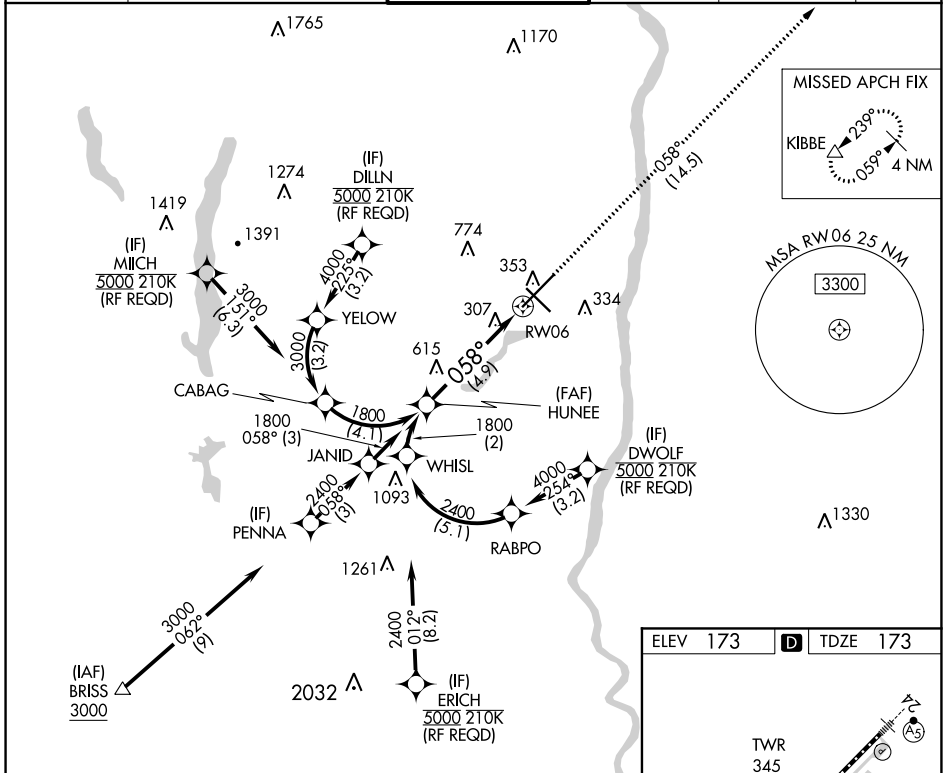 1765
1170
MISSED APCH FIX
KIBBE
239°
059°
4 NM
058°
(14.5)
1274
(IF)
DILLN
5000 210K
(RF REQD)
1419
1391
(IF)
MIICH
5000 210K
(RF REQD)
774
353
334
307
RW06
MSA RW06 25 NM
3300
4000
225°
(3.2)
3000
151°
(6.3)
YELOW
3000
(3.2)
615
058°
(4.9)
CABAG
(FAF)
HUNEE
1800
(4.1)
1800
(2)
1800
058° (3)
JANID
WHISL
(IF)
DWOLF
5000 210K
(RF REQD)
4000
254°
(3.2)
1093
2400
058°
(3)
2400
(5.1)
(IF)
PENNA
RABPO
1330
1261
3000
062°
(9)
2400
012°
(8.2)
(IAF)
BRISS
3000
2032
(IF)
ERICH
5000 210K
(RF REQD)
ELEV 173
D
TDZE 173
24
A5
P
TWR
345